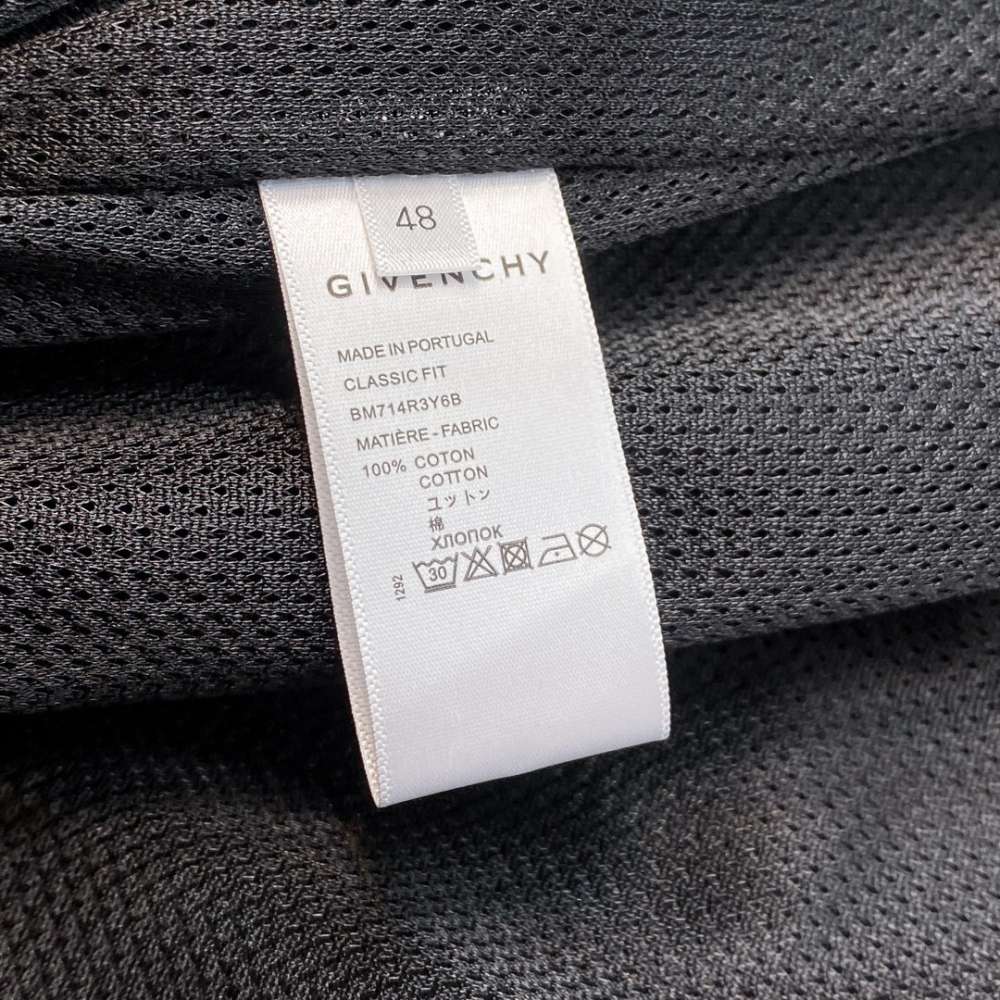 48
GIVENCHY
MADE IN PORTUGAL
CLASSIC FIT
BM714R3Y6B
MATIÈRE - FABRIC
100% COTON
COTTON
ユットン
棉
ХЛОПОК
30
1292